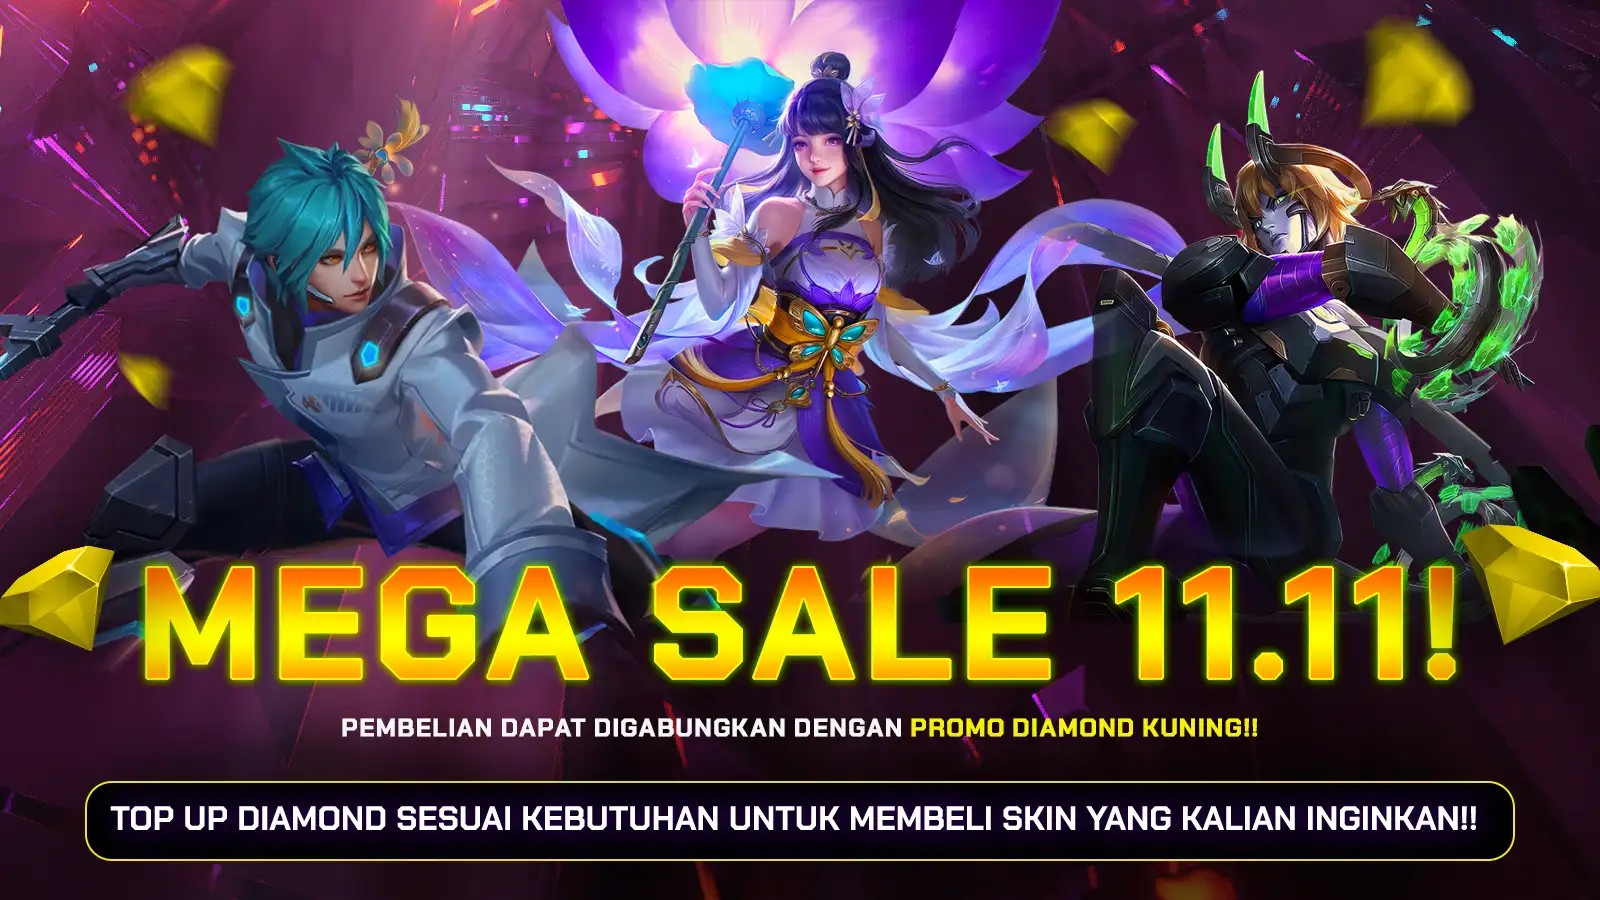 MEGA SALE 11.11!
PEMBELIAN DAPAT DIGABUNGKAN DENGAN PROMO DIAMOND KUNING!!
TOP UP DIAMOND SESUAI KEBUTUHAN UNTUK MEMBELI SKIN YANG KALIAN INGINKAN!!